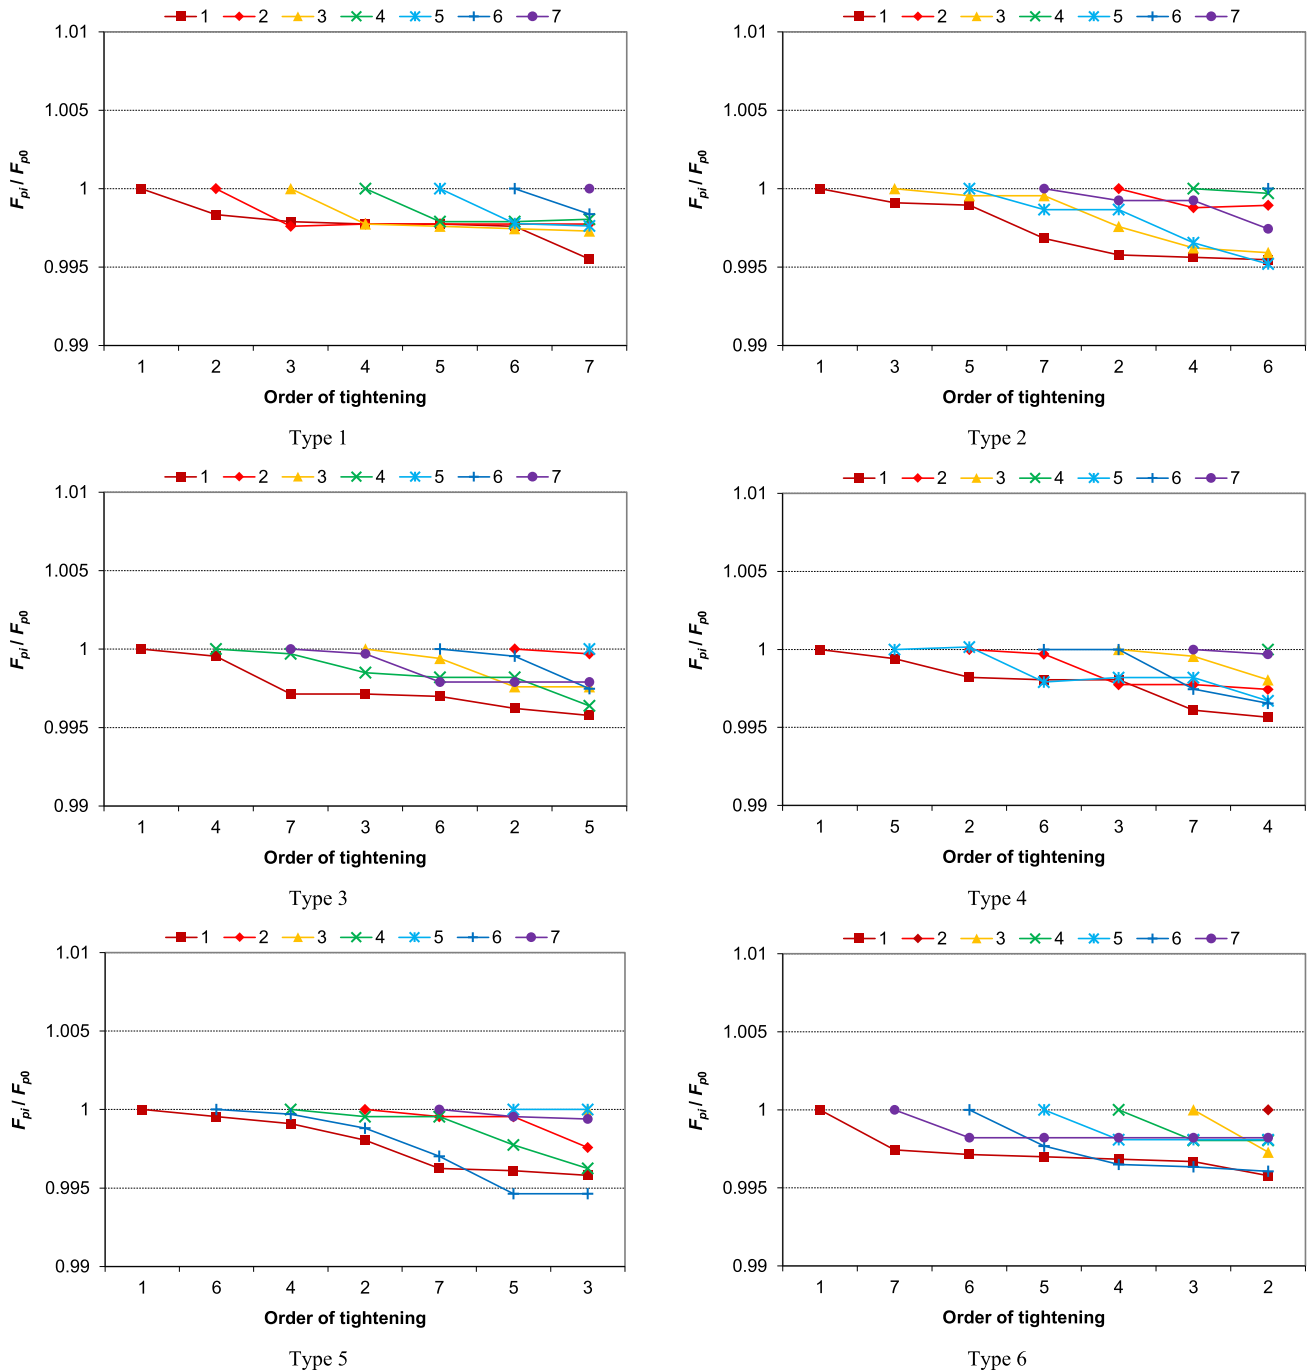 1 2 3 4 5 6 7
1.01
1.005
1
0.995
0.99
Fpi / Fp0
1 2 3 4 5 6 7
Order of tightening
Type 1
1 2 3 4 5 6 7
1.01
1.005
1
0.995
0.99
Fpi / Fp0
1 3 5 7 2 4 6
Order of tightening
Type 2
1 2 3 4 5 6 7
1.01
1.005
1
0.995
0.99
Fpi / Fp0
1 4 7 3 6 2 5
Order of tightening
Type 3
1 2 3 4 5 6 7
1.01
1.005
1
0.995
0.99
Fpi / Fp0
1 5 2 6 3 7 4
Order of tightening
Type 4
1 2 3 4 5 6 7
1.01
1.005
1
0.995
0.99
Fpi / Fp0
1 6 4 2 7 5 3
Order of tightening
Type 5
1 2 3 4 5 6 7
1.01
1.005
1
0.995
0.99
Fpi / Fp0
1 7 6 5 4 3 2
Order of tightening
Type 6